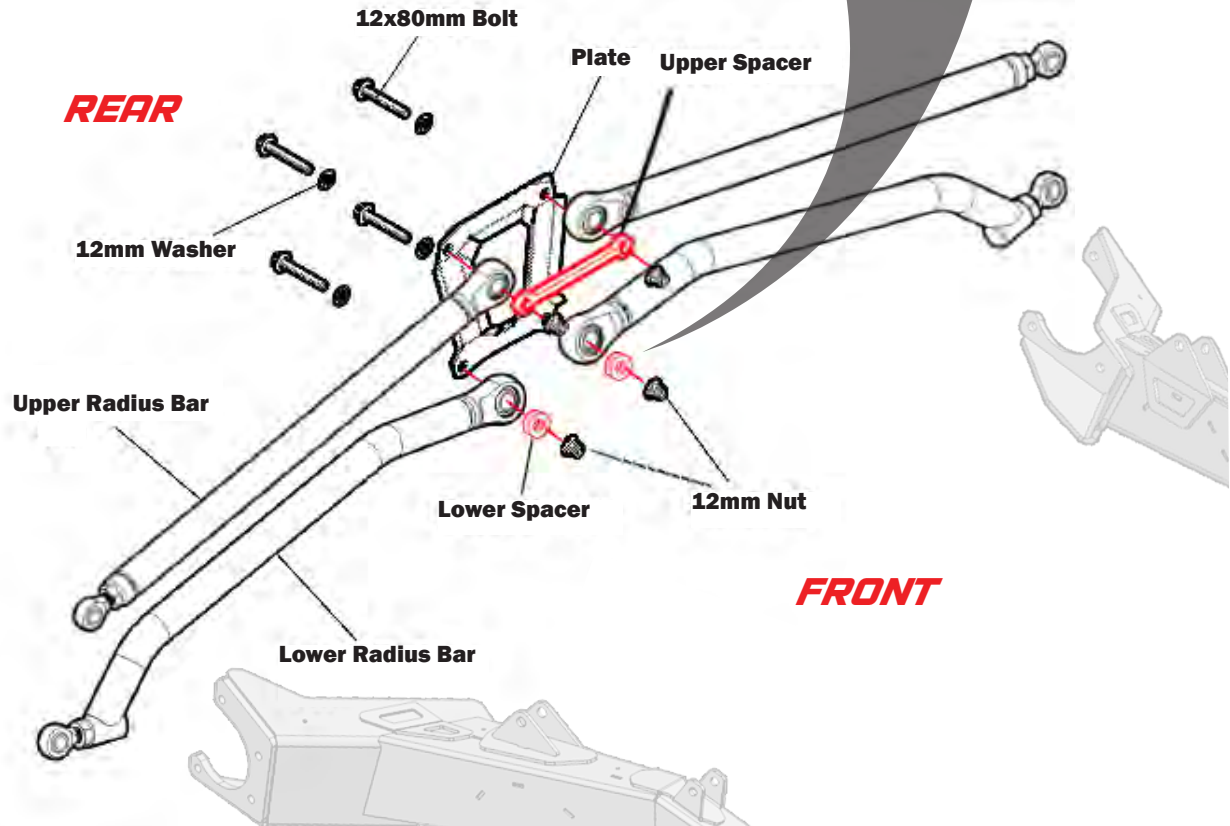 12x80mm Bolt
Plate
Upper Spacer
REAR
12mm Washer
Upper Radius Bar
Lower Spacer
12mm Nut
FRONT
Lower Radius Bar